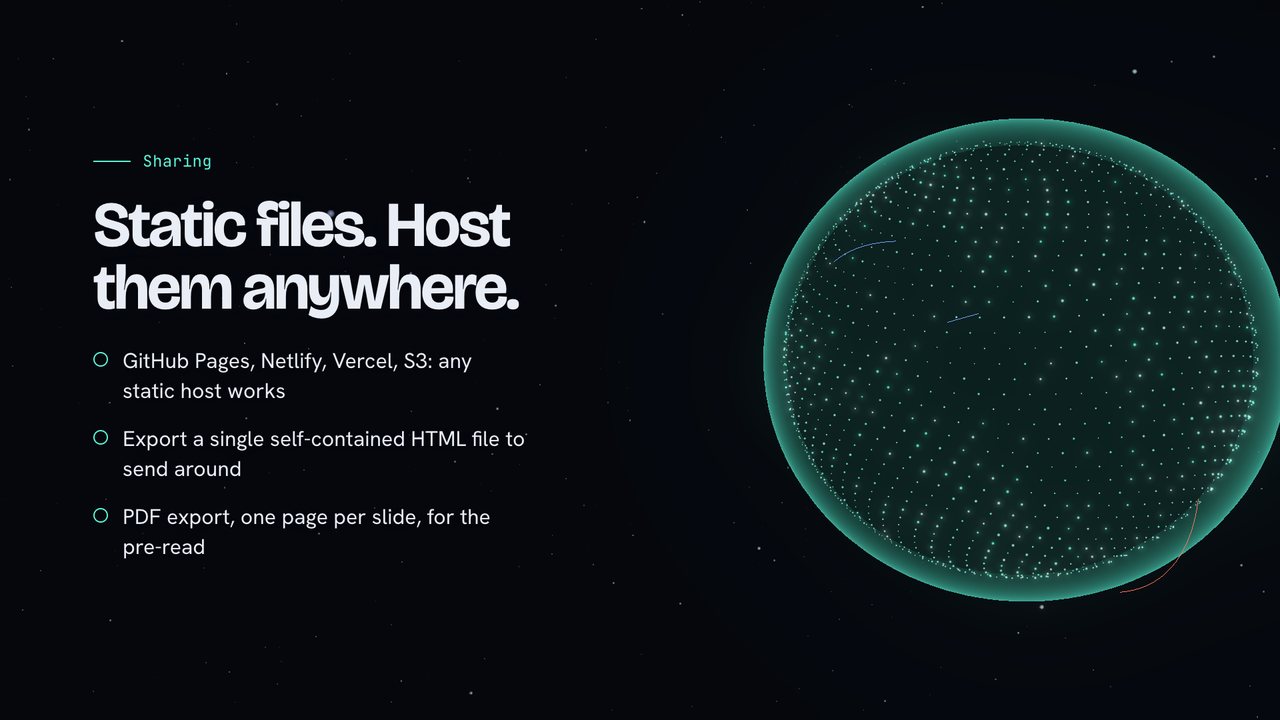 Sharing
Static files. Host
them anywhere.
GitHub Pages, Netlify, Vercel, S3: any
static host works
Export a single self-contained HTML file to
send around
PDF export, one page per slide, for the
pre-read